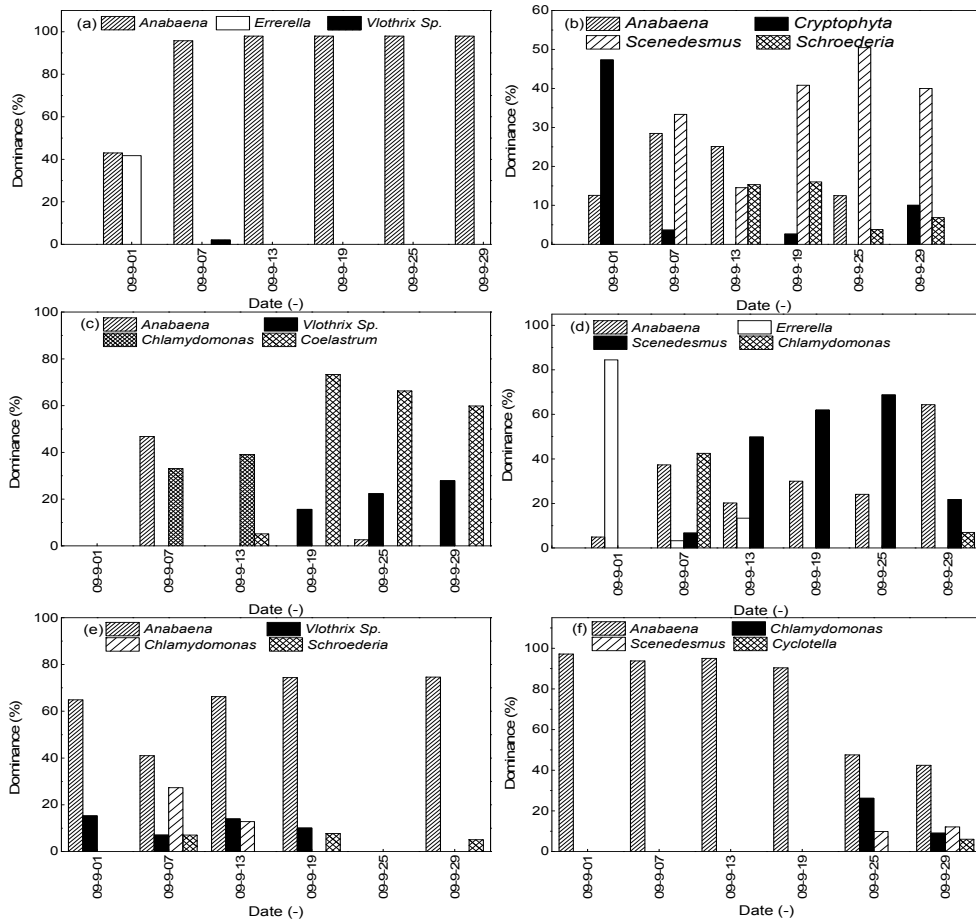 (a) Anabaena Errerella Vlothrix Sp.
100
80
60
40
20
0
Dominance (%)
09-9-01 09-9-07 09-9-13 09-9-19 09-9-25 09-9-29
Date (-)
(b) Anabaena Cryptophyta
Scenedesmus Schroederia
60
50
40
30
20
10
0
Dominance (%)
09-9-01 09-9-07 09-9-13 09-9-19 09-9-25 09-9-29
Date (-)
(c) Anabaena Vlothrix Sp.
Chlamydomonas Coelastrum
100
80
60
40
20
0
Dominance (%)
09-9-01 09-9-07 09-9-13 09-9-19 09-9-25 09-9-29
Date (-)
(d) Anabaena Errerella
Scenedesmus Chlamydomonas
100
80
60
40
20
0
Dominance (%)
09-9-01 09-9-07 09-9-13 09-9-19 09-9-25 09-9-29
Date (-)
(e) Anabaena Vlothrix Sp.
Chlamydomonas Schroederia
100
80
60
40
20
0
Dominance (%)
09-9-01 09-9-07 09-9-13 09-9-19 09-9-25 09-9-29
Date (-)
(f) Anabaena Chlamydomonas
Scenedesmus Cyclotella
100
80
60
40
20
0
Dominance (%)
09-9-01 09-9-07 09-9-13 09-9-19 09-9-25 09-9-29
Date (-)